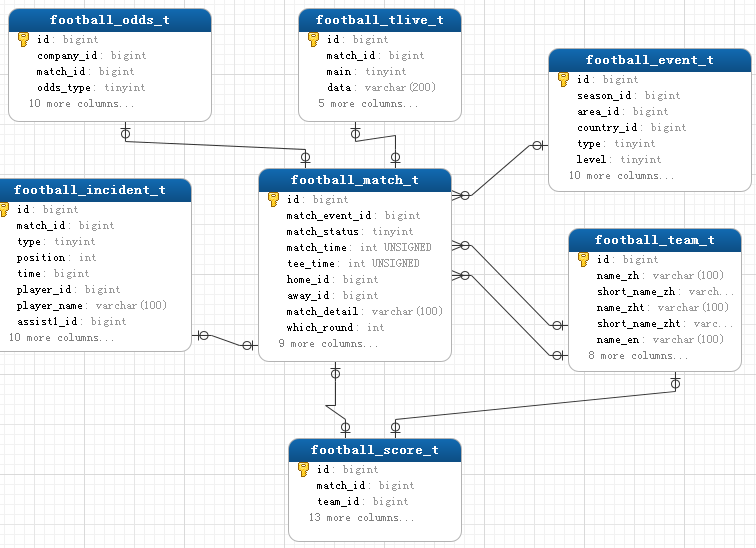 football_odds_t
id: bigint
company_id: bigint
match_id: bigint
odds_type: tinyint
10 more columns...
football_tlive_t
id: bigint
match_id: bigint
main: tinyint
data: varchar(200)
5 more columns...
football_event_t
id: bigint
season_id: bigint
area_id: bigint
country_id: bigint
type: tinyint
level: tinyint
10 more columns...
football_incident_t
id: bigint
match_id: bigint
type: tinyint
position: int
time: bigint
player_id: bigint
player_name: varchar(100)
assist1_id: bigint
10 more columns...
football_match_t
id: bigint
match_event_id: bigint
match_status: tinyint
match_time: int UNSIGNED
tee_time: int UNSIGNED
home_id: bigint
away_id: bigint
match_detail: varchar(100)
which_round: int
9 more columns...
football_team_t
id: bigint
name_zh: varchar(100)
short_name_zh: varch...
name_zht: varchar(100)
short_name_zht: varc...
name_en: varchar(100)
8 more columns...
football_score_t
id: bigint
match_id: bigint
team_id: bigint
13 more columns...